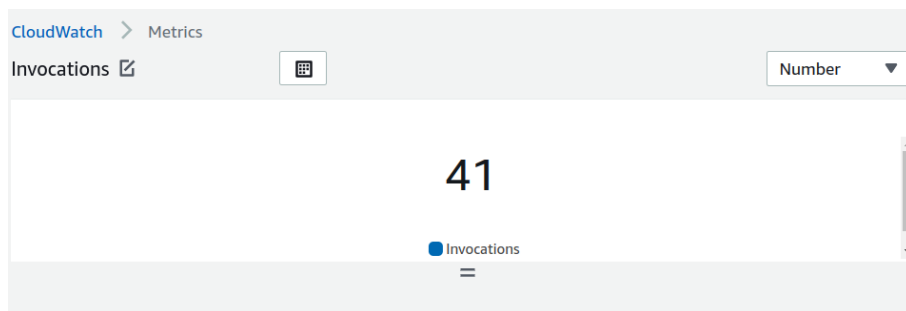 CloudWatch > Metrics
Invocations
Number
41
Invocations